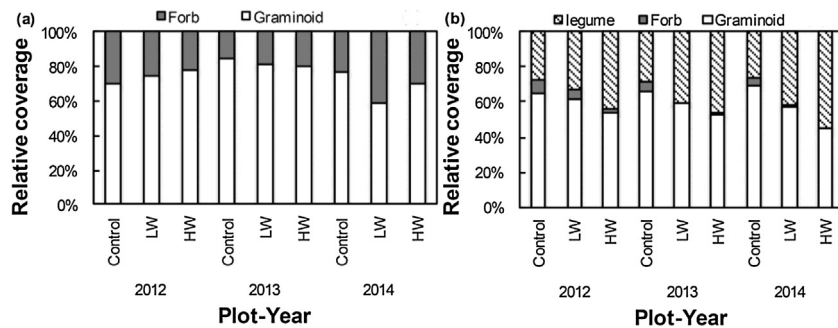 (a)
Forb Graminoid
Relative coverage
100%
80%
60%
40%
20%
0%
Control LW HW Control LW HW Control LW HW
2012 2013 2014
Plot-Year
(b)
legume Forb Graminoid
Relative coverage
100%
80%
60%
40%
20%
0%
Control LW HW Control LW HW Control LW HW
2012 2013 2014
Plot-Year